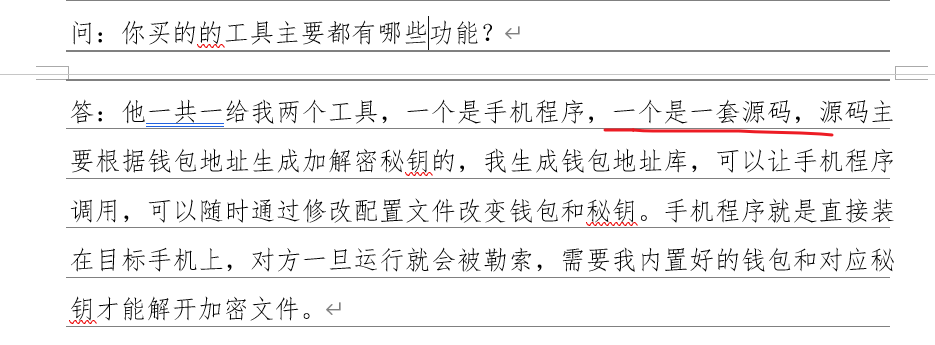 问：你买的的工具主要都有哪些功能？
答：他一共一给我两个工具，一个是手机程序，一个是一套源码，源码主
要根据钱包地址生成加解密秘钥的，我生成钱包地址库，可以让手机程序
调用，可以随时通过修改配置文件改变钱包和秘钥。手机程序就是直接装
在目标手机上，对方一旦运行就会被勒索，需要我内置好的钱包和对应秘
钥才能解开加密文件。